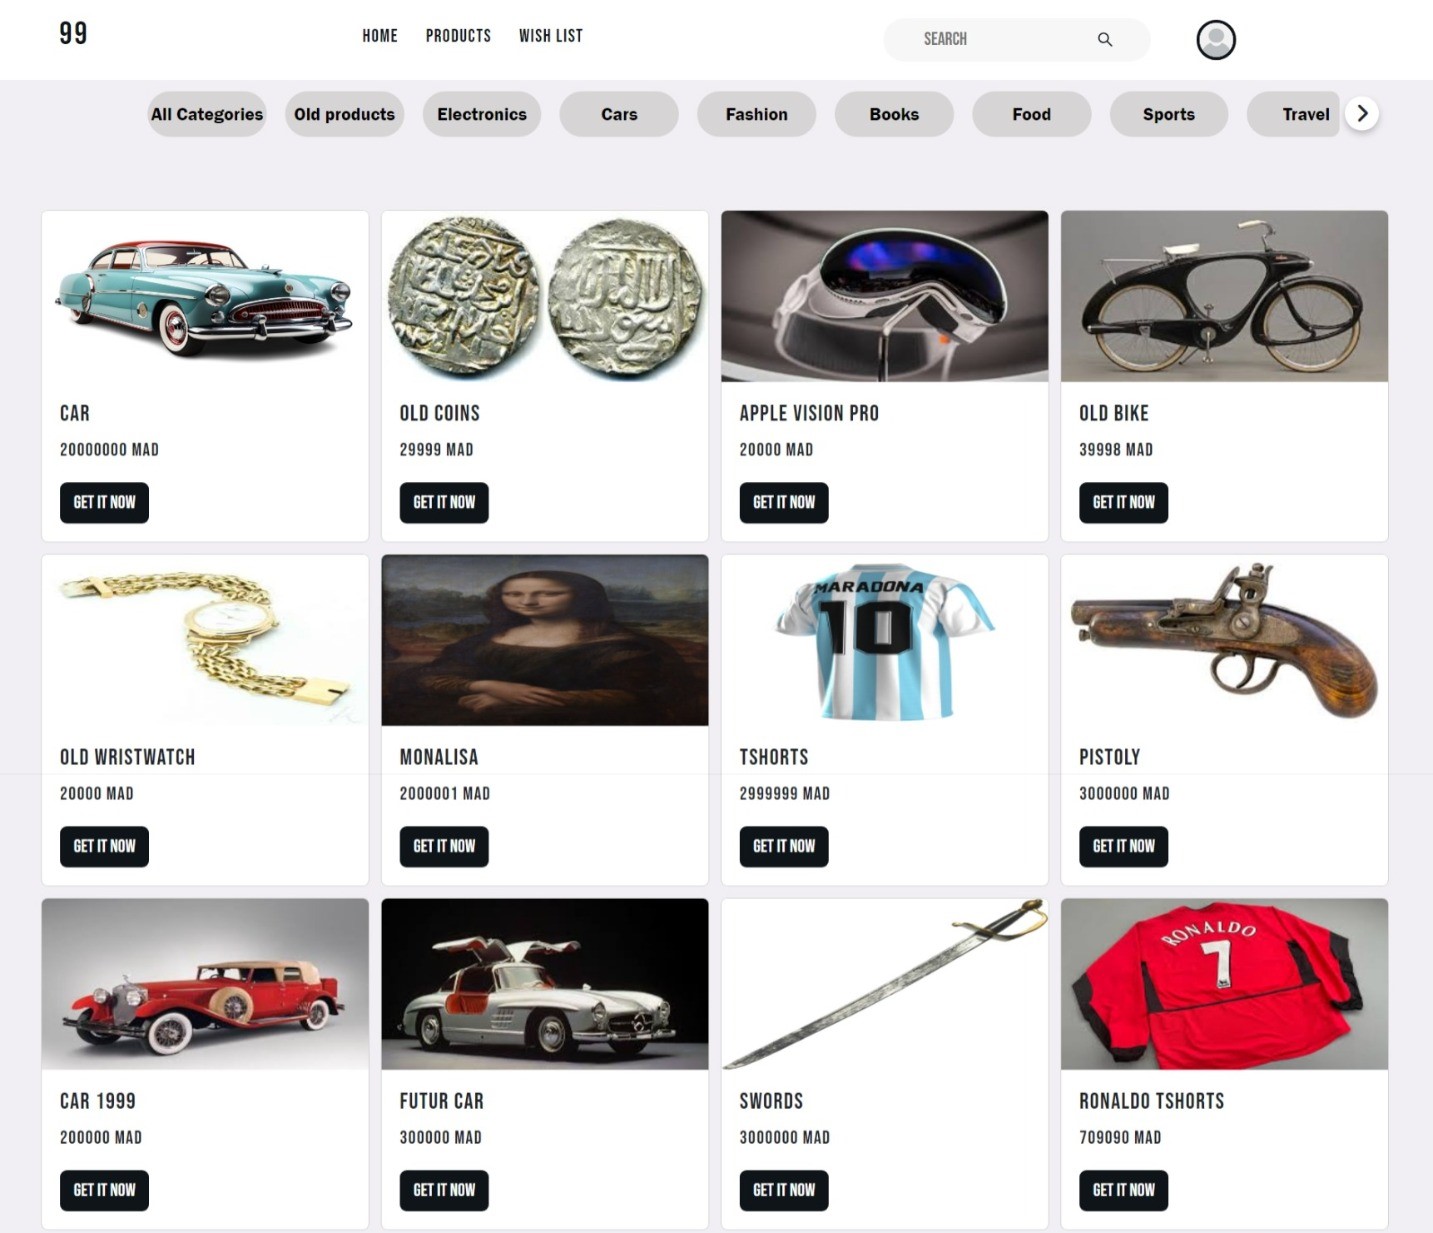 99
HOME PRODUCTS WISH LIST SEARCH
All Categories Old products Electronics Cars Fashion Books Food Sports Travel
CAR
20000000 MAD
GET IT NOW
OLD COINS
29999 MAD
GET IT NOW
APPLE VISION PRO
20000 MAD
GET IT NOW
OLD BIKE
39998 MAD
GET IT NOW
OLD WRISTWATCH
20000 MAD
GET IT NOW
MONALISA
2000001 MAD
GET IT NOW
MARADONA
10
TSHORTS
2999999 MAD
GET IT NOW
PISTOLY
3000000 MAD
GET IT NOW
CAR 1999
200000 MAD
GET IT NOW
FUTUR CAR
300000 MAD
GET IT NOW
SWORDS
3000000 MAD
GET IT NOW
RONALDO
7
RONALDO TSHORTS
709090 MAD
GET IT NOW